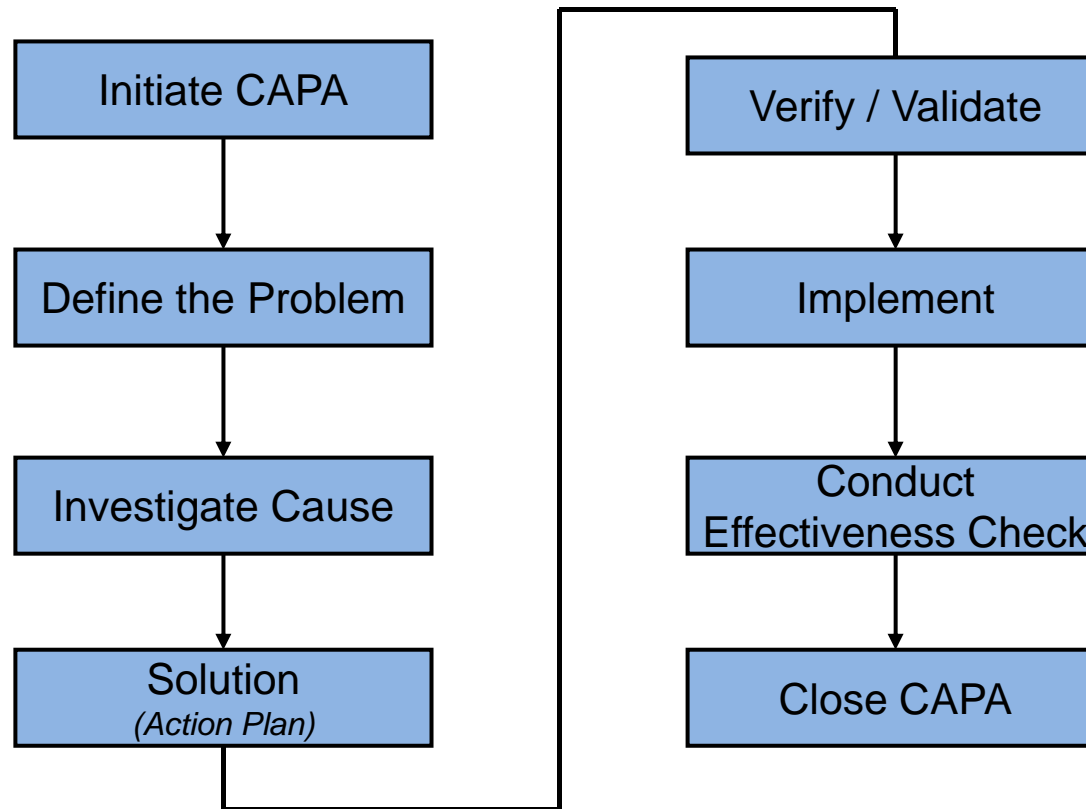 Initiate CAPA
Define the Problem
Investigate Cause
Solution
(Action Plan)
Verify / Validate
Implement
Conduct
Effectiveness Check
Close CAPA